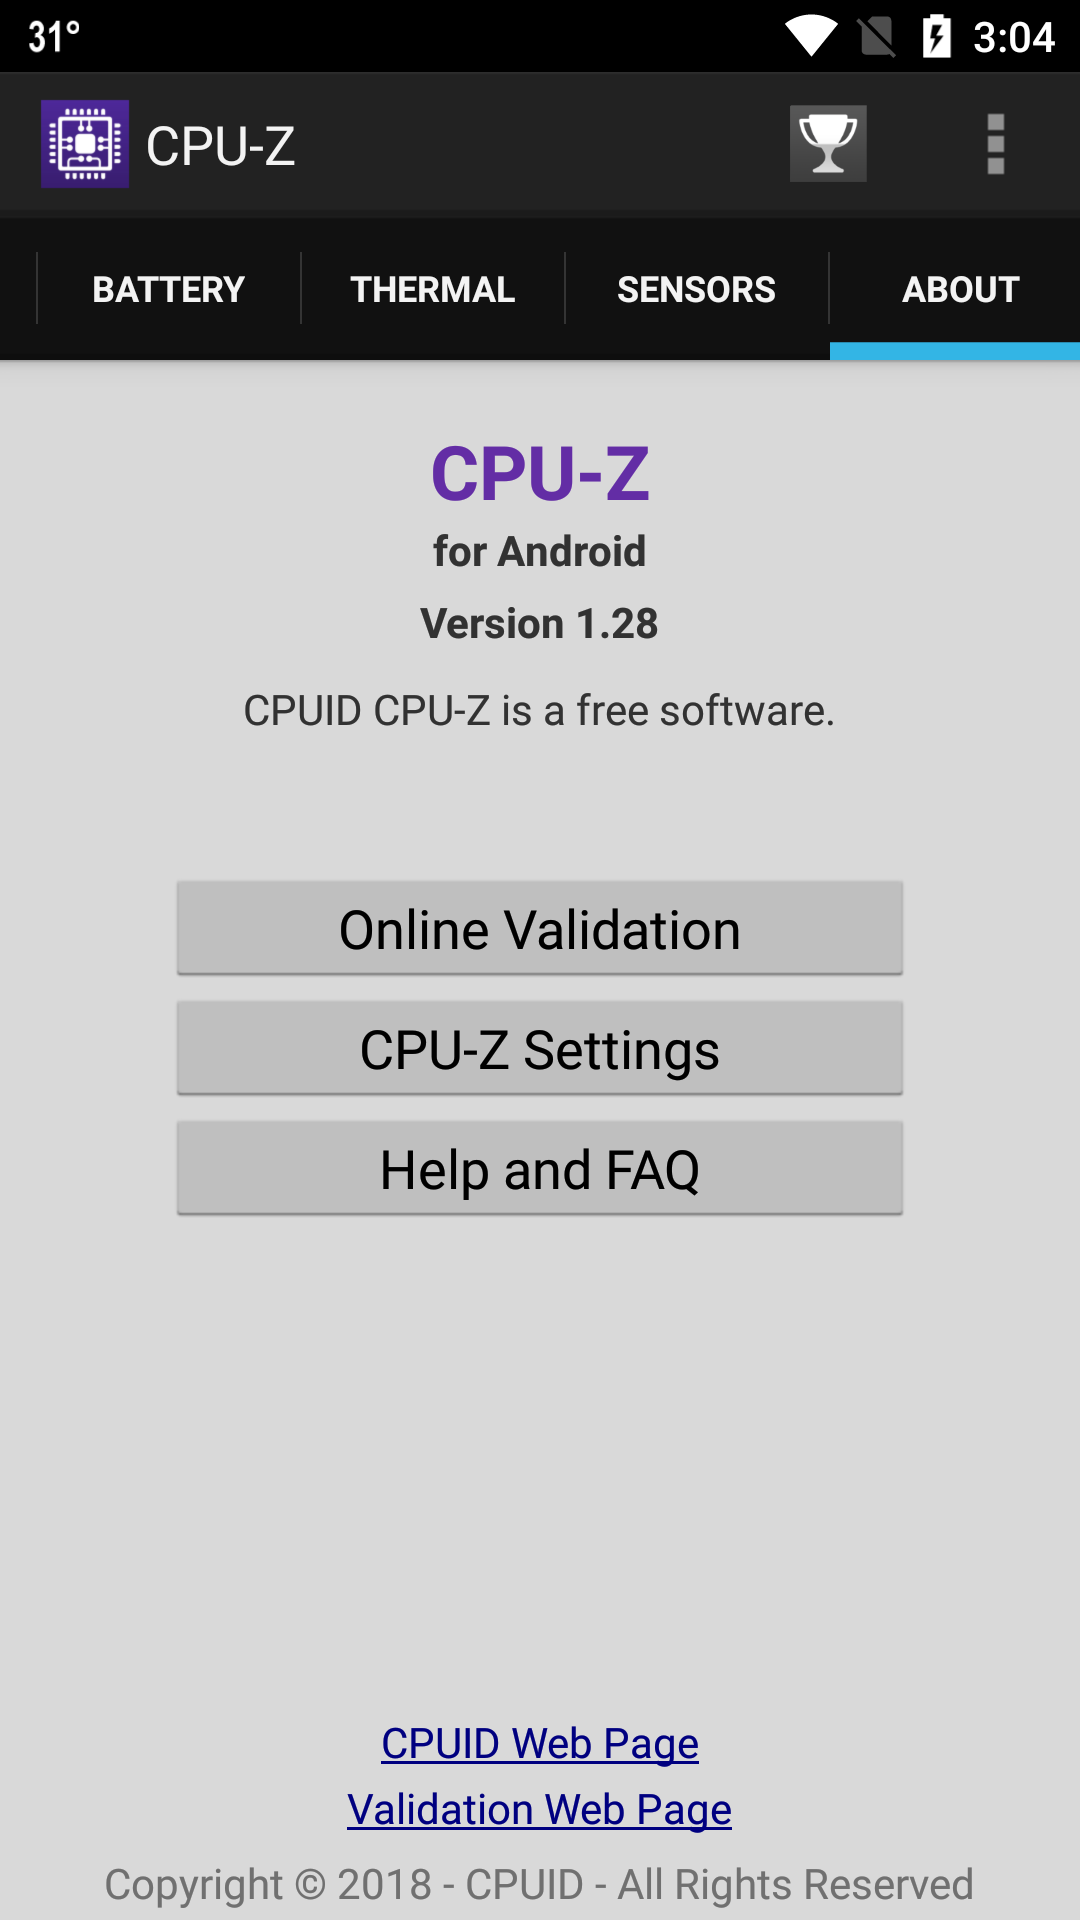 31° 3:04
CPU-Z
BATTERY THERMAL SENSORS ABOUT
CPU-Z
for Android
Version 1.28
CPUID CPU-Z is a free software.
Online Validation
CPU-Z Settings
Help and FAQ
CPUID Web Page
Validation Web Page
Copyright © 2018 - CPUID - All Rights Reserved